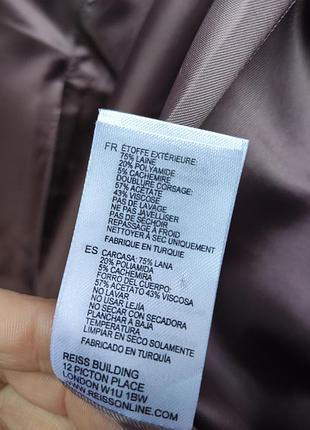 FR ÉTOFFE EXTÉRIEURE:
75% LAINE
20% POLYAMIDE
5% CACHEMIRE
DOUBLURE CORSAGE:
57% ACÉTATE
43% VISCOSE
PAS DE LAVAGE
NE PAS JAVELLISER
PAS DE SÉCHOIR
REPASSAGE A FROID
NETTOYER A SEC UNIQUEMENT
FABRIQUE EN TURQUIE
ES CARCASA: 75% LANA
20% POLIAMIDA
5% CACHEMIRA
FORRO DEL CUERPO:
57% ACETATO 43% VISCOSA
NO LAVAR
NO USAR LEJÍA
NO SECAR CON SECADORA
PLANCHAR A BAJA
TEMPERATURA
LIMPIAR EN SECO SOLAMENTE
FABRICADO EN TURQUÍA
REISS BUILDING
12 PICTON PLACE
LONDON W1U 1BW
WWW.REISSONLINE.COM